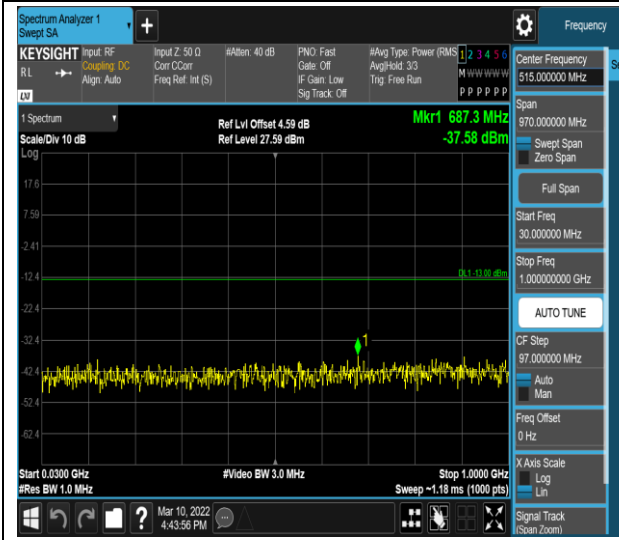 Spectrum Analyzer 1
Swept SA
+
Frequency
KEYSIGHT
RL
LXI
Input: RF
Coupling: DC
Align: Auto
Input Z: 50 Ω
Corr CCorr
Freq Ref: Int (S)
#Atten: 40 dB
PNO: Fast
Gate: Off
IF Gain: Low
Sig Track: Off
#Avg Type: Power (RMS
Avg|Hold: 3/3
Trig: Free Run
1 2 3 4 5 6
M W W W W W
P P P P P P
1 Spectrum
Scale/Div 10 dB
Log
Ref Lvl Offset 4.59 dB
Ref Level 27.59 dBm
Mkr1 687.3 MHz
-37.58 dBm
17.6
7.59
-2.41
-12.4
DL1 -13.00 dBm
-22.4
-32.4
1
-42.4
-52.4
-62.4
Start 0.0300 GHz
#Res BW 1.0 MHz
#Video BW 3.0 MHz
Stop 1.0000 GHz
Sweep ~1.18 ms (1000 pts)
Center Frequency
515.000000 MHz
Span
970.000000 MHz
Swept Span
Zero Span
Full Span
Start Freq
30.000000 MHz
Stop Freq
1.000000000 GHz
AUTO TUNE
CF Step
97.000000 MHz
Auto
Man
Freq Offset
0 Hz
X Axis Scale
Log
Lin
Signal Track
(Span Zoom)
?
Mar 10, 2022
4:43:56 PM